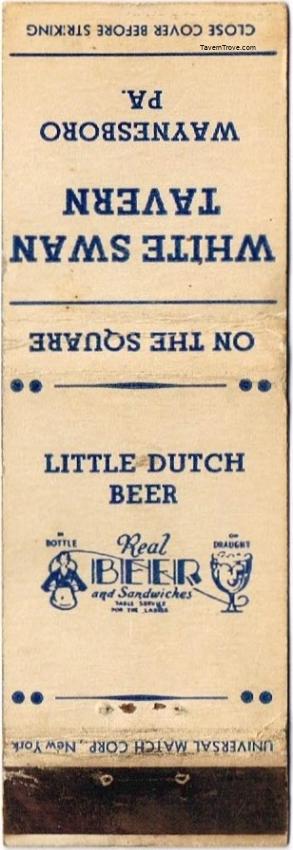 CLOSE COVER BEFORE STRIKING
TavernTrove.com
WAYNESBORO
PA.
WHITE SWAN
TAVERN
ON THE SQUARE
LITTLE DUTCH
BEER
IN
BOTTLE
Real
BEER
and Sandwiches
TABLE SERVICE
FOR THE LADIES
ON
DRAUGHT
UNIVERSAL MATCH CORP., New York